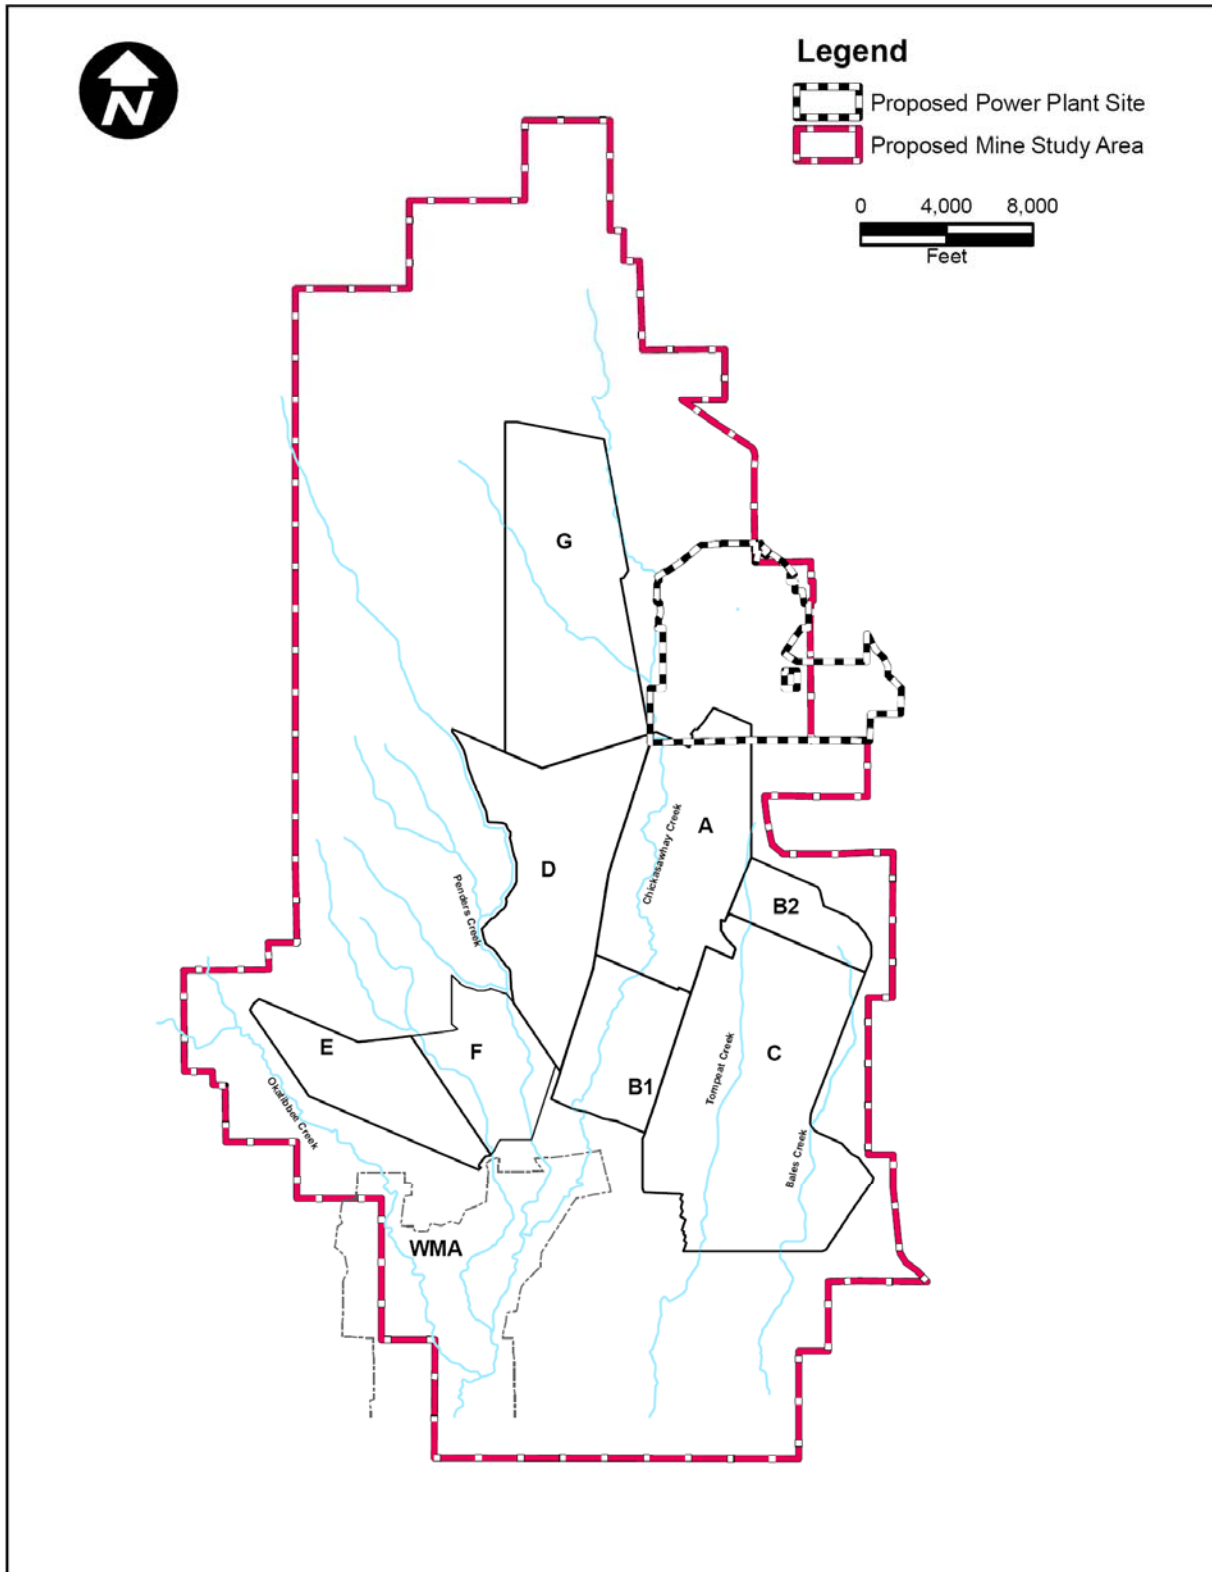 N
Legend
Proposed Power Plant Site
Proposed Mine Study Area
0 4,000 8,000
Feet
G
A
Chickasawhay Creek
D
B2
Penders Creek
E
F
C
B1
Tompeat Creek
Okatibbee Creek
Bales Creek
WMA